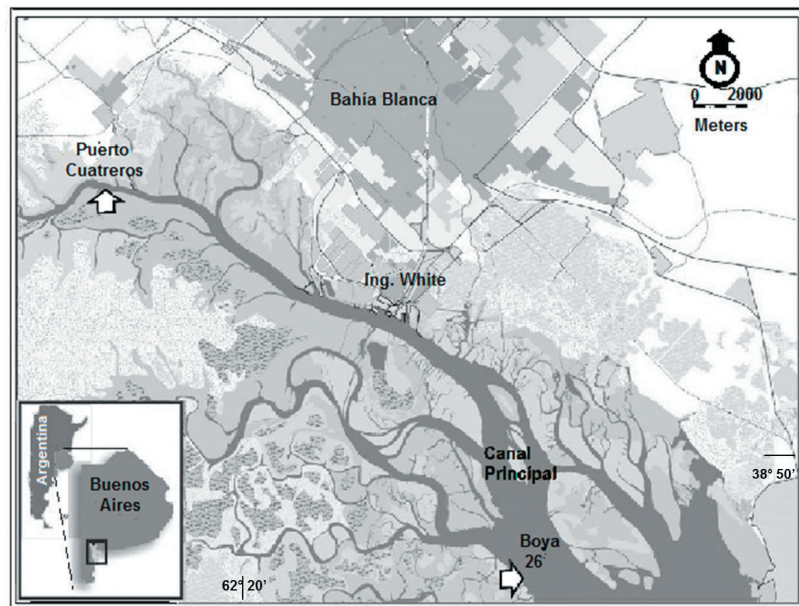 N
0 2000
Meters
Bahía Blanca
Puerto
Cuatreros
Ing. White
Canal
Principal
38° 50'
Argentina
Buenos
Aires
Boya
26
62° 20'